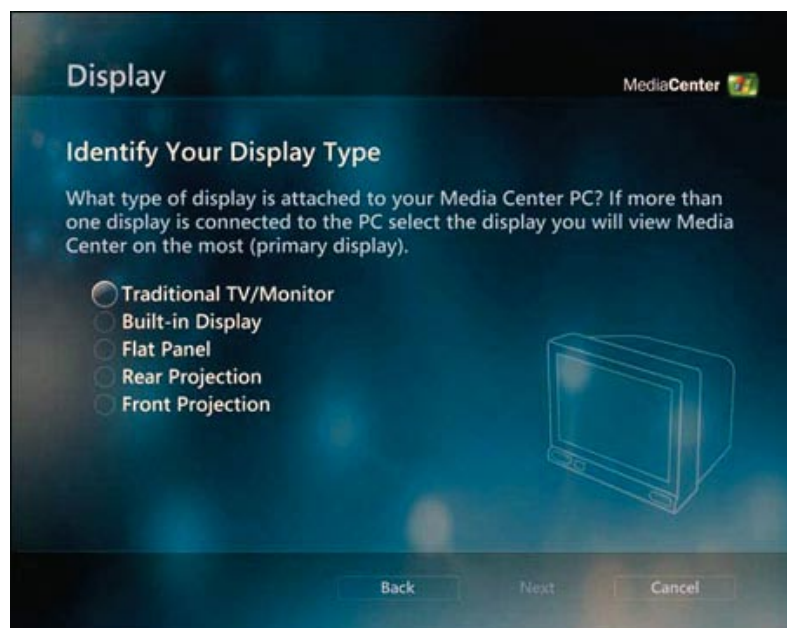 Display
MediaCenter
Identify Your Display Type
What type of display is attached to your Media Center PC? If more than
one display is connected to the PC select the display you will view Media
Center on the most (primary display).
Traditional TV/Monitor
Built-in Display
Flat Panel
Rear Projection
Front Projection
Back Next Cancel